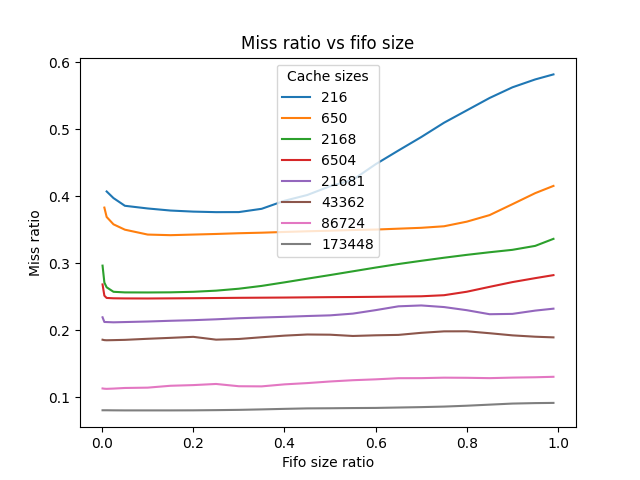 Miss ratio vs fifo size
Cache sizes
216
650
2168
6504
21681
43362
86724
173448
0.6
0.5
0.4
0.3
0.2
0.1
Miss ratio
0.0 0.2 0.4 0.6 0.8 1.0
Fifo size ratio